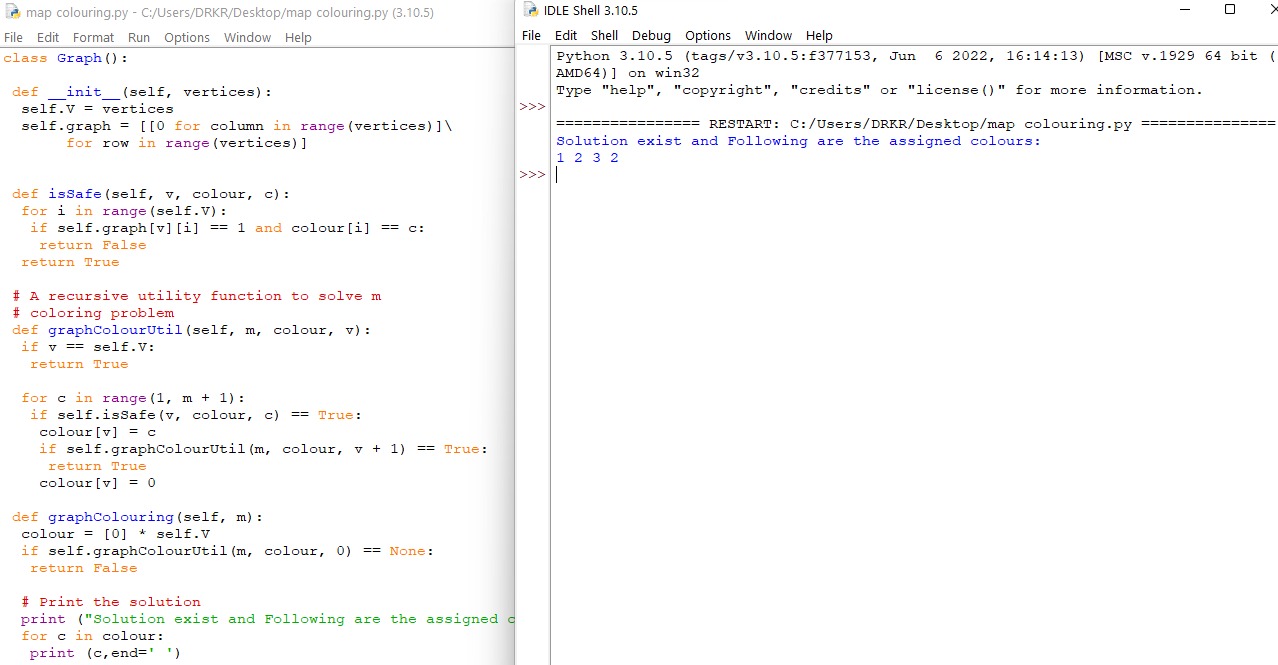 map colouring.py - C:/Users/DRKR/Desktop/map colouring.py (3.10.5)
File Edit Format Run Options Window Help
class Graph():
def __init__(self, vertices):
self.V = vertices
self.graph = [[0 for column in range(vertices)]\
for row in range(vertices)]
def isSafe(self, v, colour, c):
for i in range(self.V):
if self.graph[v][i] == 1 and colour[i] == c:
return False
return True
# A recursive utility function to solve m
# coloring problem
def graphColourUtil(self, m, colour, v):
if v == self.V:
return True
for c in range(1, m + 1):
if self.isSafe(v, colour, c) == True:
colour[v] = c
if self.graphColourUtil(m, colour, v + 1) == True:
return True
colour[v] = 0
def graphColouring(self, m):
colour = [0] * self.V
if self.graphColourUtil(m, colour, 0) == None:
return False
# Print the solution
print ("Solution exist and Following are the assigned c
for c in colour:
print (c,end=' ')
IDLE Shell 3.10.5
File Edit Shell Debug Options Window Help
Python 3.10.5 (tags/v3.10.5:f377153, Jun  6 2022, 16:14:13) [MSC v.1929 64 bit (
AMD64)] on win32
Type "help", "copyright", "credits" or "license()" for more information.
>>>
================ RESTART: C:/Users/DRKR/Desktop/map colouring.py ===============
Solution exist and Following are the assigned colours:
1 2 3 2
>>>